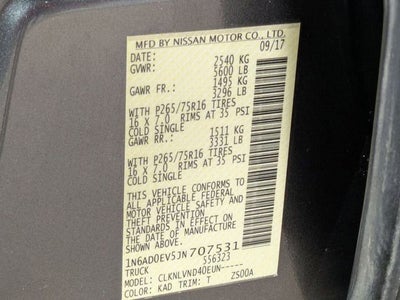 MFD BY NISSAN MOTOR CO., LTD.
DATE: 09/17
GVWR: 2540 KG
5600 LB
GAWR FR.: 1495 KG
3296 LB
WITH P265/75R16 TIRES
16 X 7.0 RIMS AT 35 PSI
COLD SINGLE
GAWR RR.: 1511 KG
3331 LB
WITH P265/75R16 TIRES
16 X 7.0 RIMS AT 35 PSI
COLD SINGLE
THIS VEHICLE CONFORMS TO
ALL APPLICABLE FEDERAL
MOTOR VEHICLE SAFETY AND
THEFT PREVENTION
STANDARDS IN EFFECT ON
THE DATE OF MANUFACTURE
SHOWN ABOVE.
1N6AD0EV5JN707531
TRUCK 556323
MODEL: CLKNLVND40EUN-----
COLOR: KAD TRIM: T ZS00A